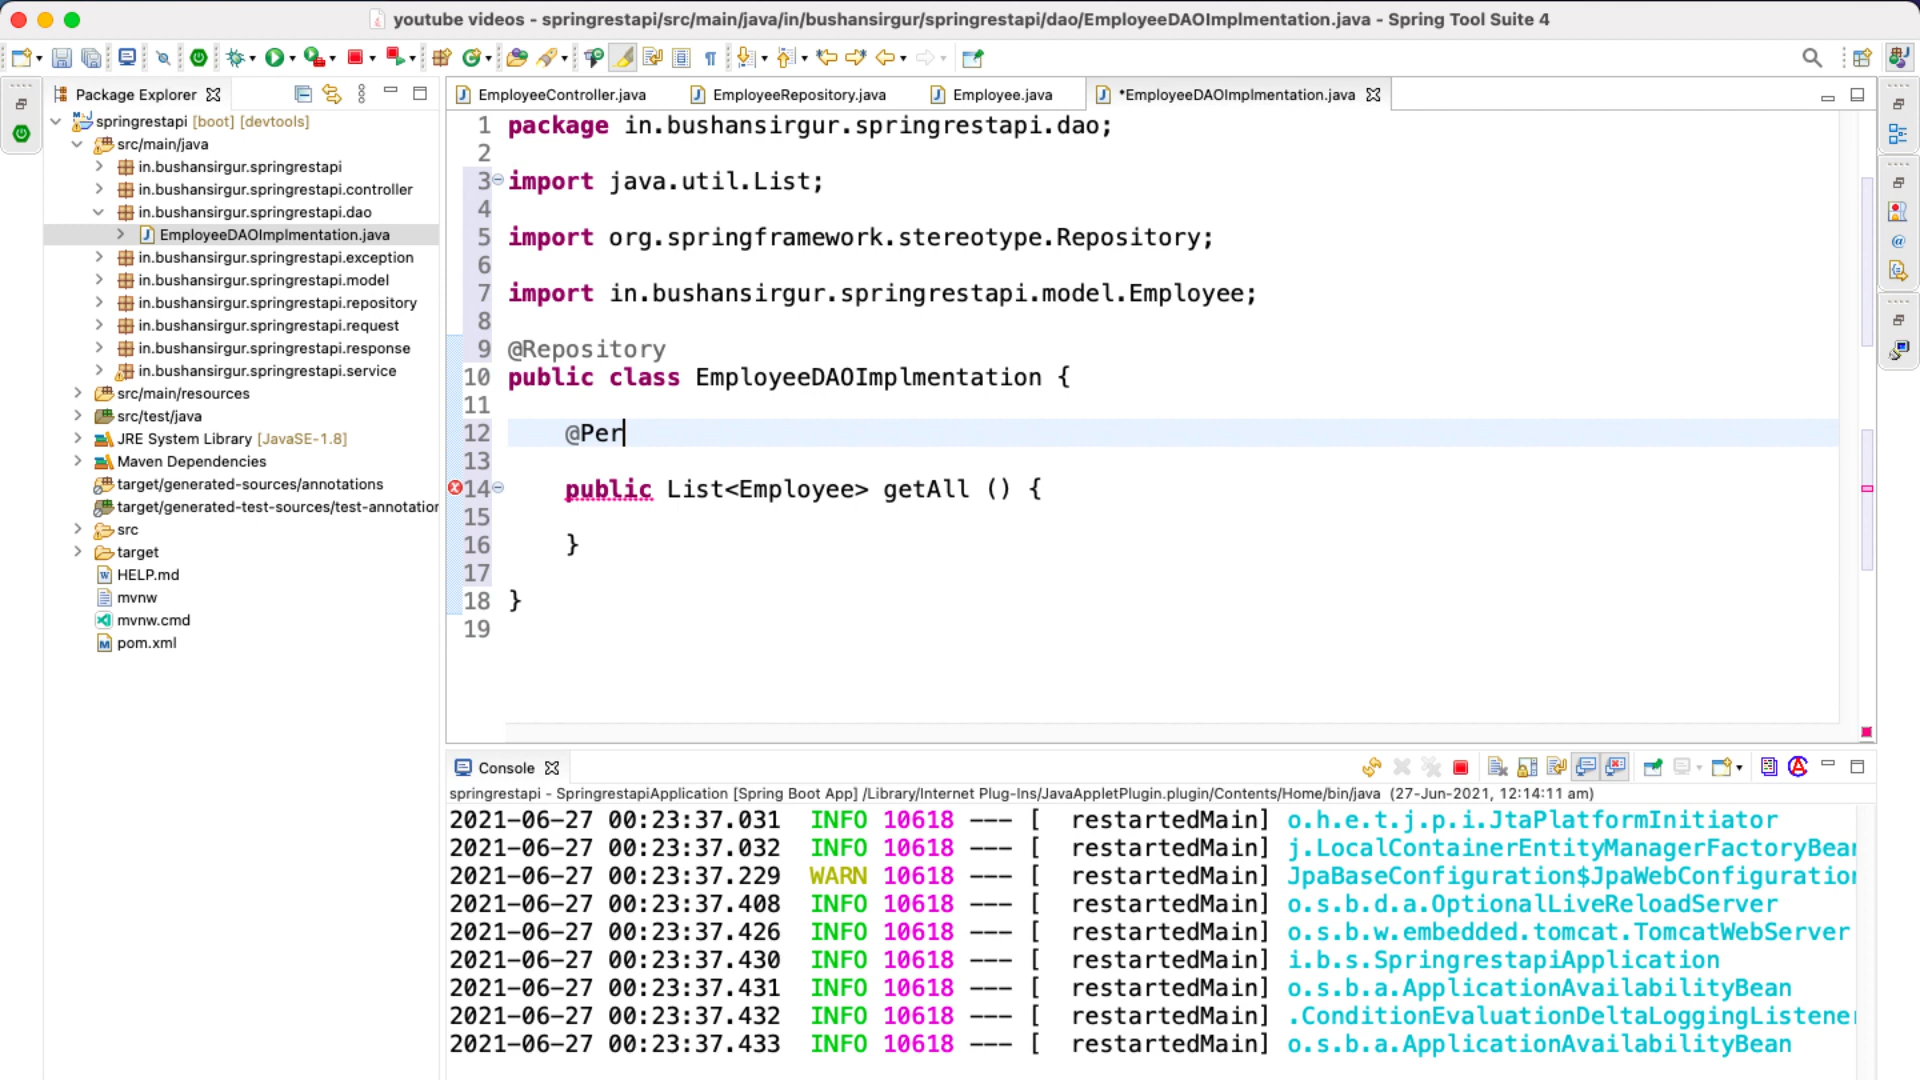 youtube videos - springrestapi/src/main/java/in/bushansirgur/springrestapi/dao/EmployeeDAOImplmentation.java - Spring Tool Suite 4
Package Explorer
springrestapi [boot] [devtools]
src/main/java
in.bushansirgur.springrestapi
in.bushansirgur.springrestapi.controller
in.bushansirgur.springrestapi.dao
EmployeeDAOImplmentation.java
in.bushansirgur.springrestapi.exception
in.bushansirgur.springrestapi.model
in.bushansirgur.springrestapi.repository
in.bushansirgur.springrestapi.request
in.bushansirgur.springrestapi.response
in.bushansirgur.springrestapi.service
src/main/resources
src/test/java
JRE System Library [JavaSE-1.8]
Maven Dependencies
target/generated-sources/annotations
target/generated-test-sources/test-annotation
src
target
HELP.md
mvnw
mvnw.cmd
pom.xml
EmployeeController.java EmployeeRepository.java Employee.java *EmployeeDAOImplmentation.java
1 package in.bushansirgur.springrestapi.dao;
2
3 import java.util.List;
4
5 import org.springframework.stereotype.Repository;
6
7 import in.bushansirgur.springrestapi.model.Employee;
8
9 @Repository
10 public class EmployeeDAOImplmentation {
11
12 @Per
13
14 public List<Employee> getAll () {
15
16 }
17
18 }
19
Console
springrestapi - SpringrestapiApplication [Spring Boot App] /Library/Internet Plug-Ins/JavaAppletPlugin.plugin/Contents/Home/bin/java (27-Jun-2021, 12:14:11 am)
2021-06-27 00:23:37.031 INFO 10618 --- [ restartedMain] o.h.e.t.j.p.i.JtaPlatformInitiator
2021-06-27 00:23:37.032 INFO 10618 --- [ restartedMain] j.LocalContainerEntityManagerFactoryBean
2021-06-27 00:23:37.229 WARN 10618 --- [ restartedMain] JpaBaseConfiguration$JpaWebConfiguration
2021-06-27 00:23:37.408 INFO 10618 --- [ restartedMain] o.s.b.d.a.OptionalLiveReloadServer
2021-06-27 00:23:37.426 INFO 10618 --- [ restartedMain] o.s.b.w.embedded.tomcat.TomcatWebServer
2021-06-27 00:23:37.430 INFO 10618 --- [ restartedMain] i.b.s.SpringrestapiApplication
2021-06-27 00:23:37.431 INFO 10618 --- [ restartedMain] o.s.b.a.ApplicationAvailabilityBean
2021-06-27 00:23:37.432 INFO 10618 --- [ restartedMain] .ConditionEvaluationDeltaLoggingListener
2021-06-27 00:23:37.433 INFO 10618 --- [ restartedMain] o.s.b.a.ApplicationAvailabilityBean